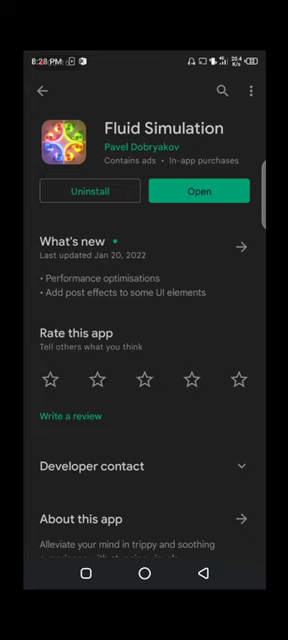 8:28 PM
20.4
K/s
Fluid Simulation
Pavel Dobryakov
Contains ads • In-app purchases
Uninstall
Open
What's new •
Last updated Jan 20, 2022
• Performance optimisations
• Add post effects to some UI elements
Rate this app
Tell others what you think
Write a review
Developer contact
About this app
Alleviate your mind in trippy and soothing